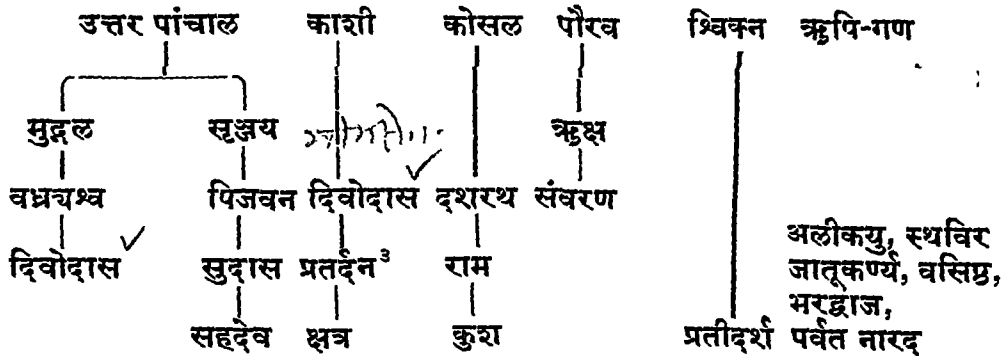 उत्तर पांचाल काशी कोसल पौरव श्विक्न ऋषि-गण
मुद्गल सृञ्जय ऋक्ष
वध्र्यश्व पिजवन दिवोदास दशरथ संवरण
अलीकयु, स्थविर
दिवोदास सुदास प्रतर्दन³ राम जातूकर्ण्य, वसिष्ठ,
भरद्वाज,
सहदेव क्षत्र कुश प्रतीदर्श पर्वत नारद